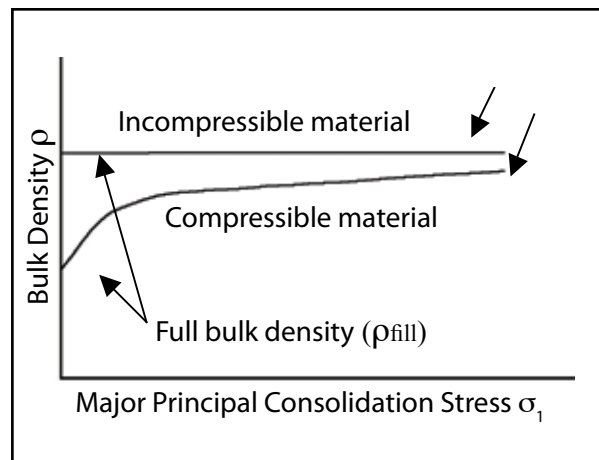 Incompressible material
Bulk Density ρ
Compressible material
Full bulk density (ρfill)
Major Principal Consolidation Stress σ1